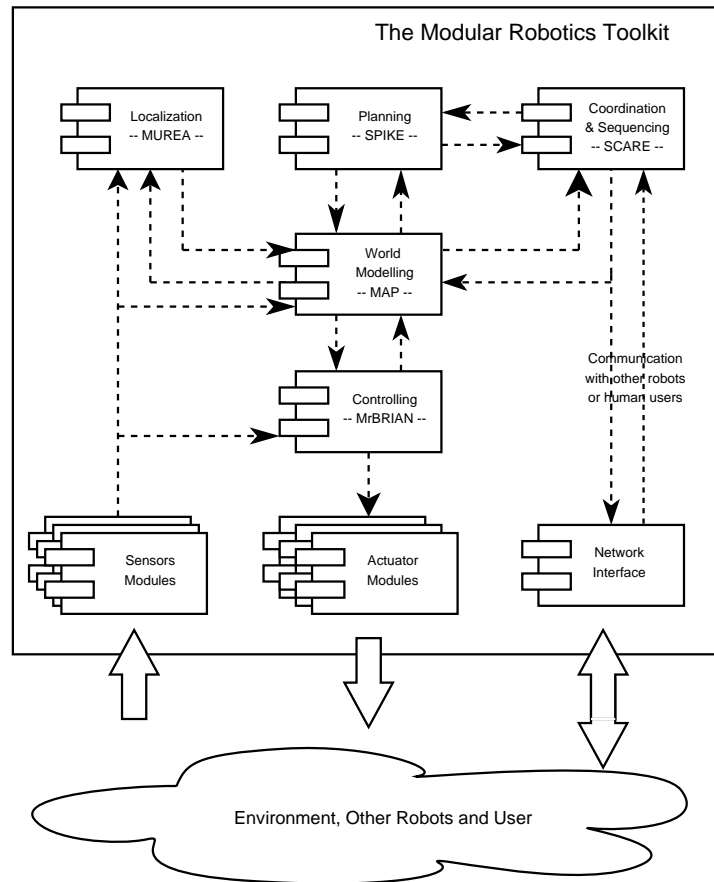 The Modular Robotics Toolkit
Localization
-- MUREA --
Planning
-- SPIKE --
Coordination
& Sequencing
-- SCARE --
World
Modelling
-- MAP --
Communication
with other robots
or human users
Controlling
-- MrBRIAN --
Sensors
Modules
Actuator
Modules
Network
Interface
Environment, Other Robots and User